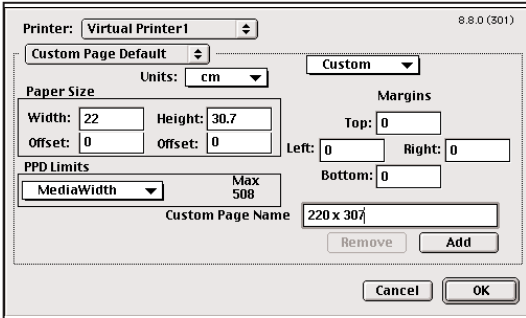 Printer: Virtual Printer1 8.8.0 (301)
Custom Page Default
Units: cm Custom
Paper Size
Margins
Width: 22 Height: 30.7
Top: 0
Offset: 0 Offset: 0
Left: 0 Right: 0
PPD Limits
Bottom: 0
MediaWidth Max
508
Custom Page Name 220 x 307
Remove Add
Cancel OK